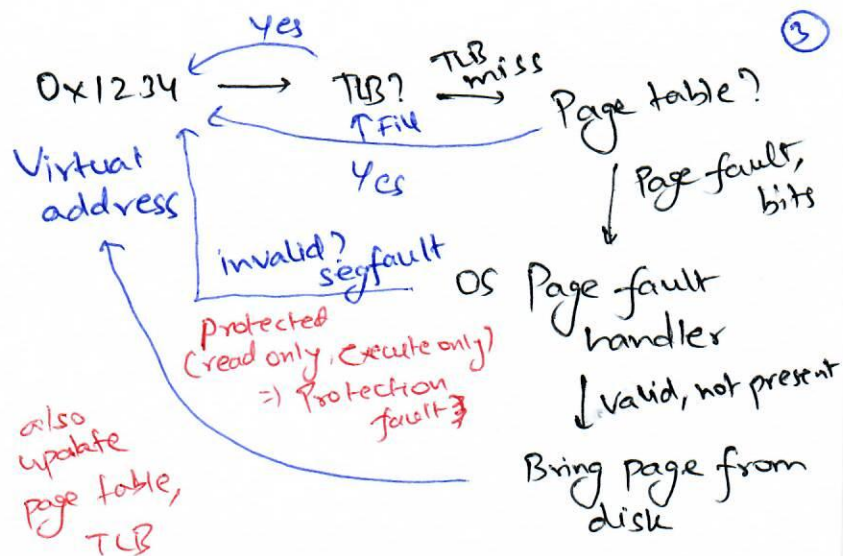 3
Yes
0x1234
TLB?
TLB
miss
Page table?
↑ Fill
Yes
Virtual
address
Page fault,
bits
invalid?
segfault
OS Page fault
handler
Protected
(read only, execute only)
=) Protection
fault
valid, not present
Bring page from
disk
also
update
page table,
TLB